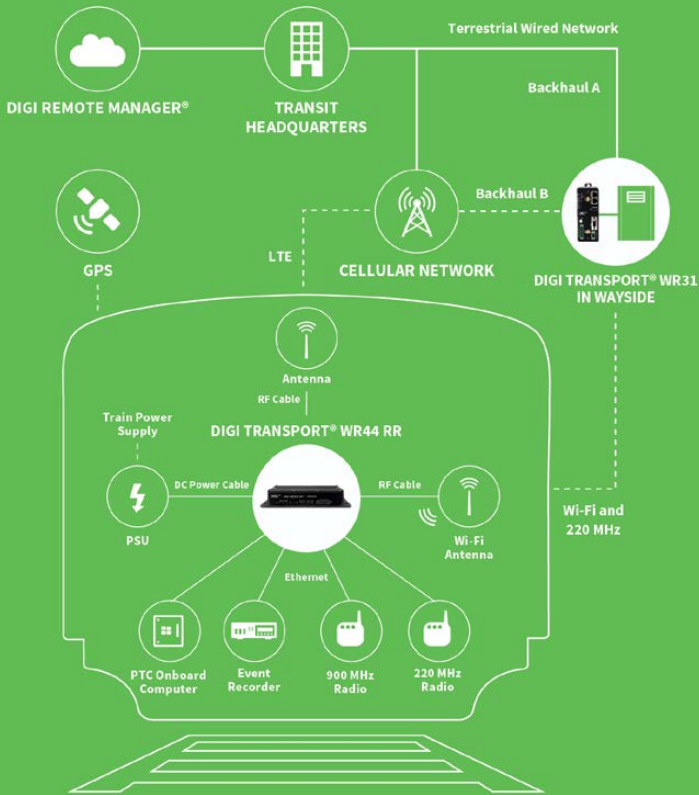 Terrestrial Wired Network
Backhaul A
DIGI REMOTE MANAGER®
TRANSIT
HEADQUARTERS
Backhaul B
GPS
LTE
CELLULAR NETWORK
DIGI TRANSPORT® WR31
IN WAYSIDE
Antenna
RF Cable
Train Power
Supply
DIGI TRANSPORT® WR44 RR
DC Power Cable
RF Cable
PSU
Wi-Fi
Antenna
Wi-Fi and
220 MHz
Ethernet
PTC Onboard
Computer
Event
Recorder
900 MHz
Radio
220 MHz
Radio